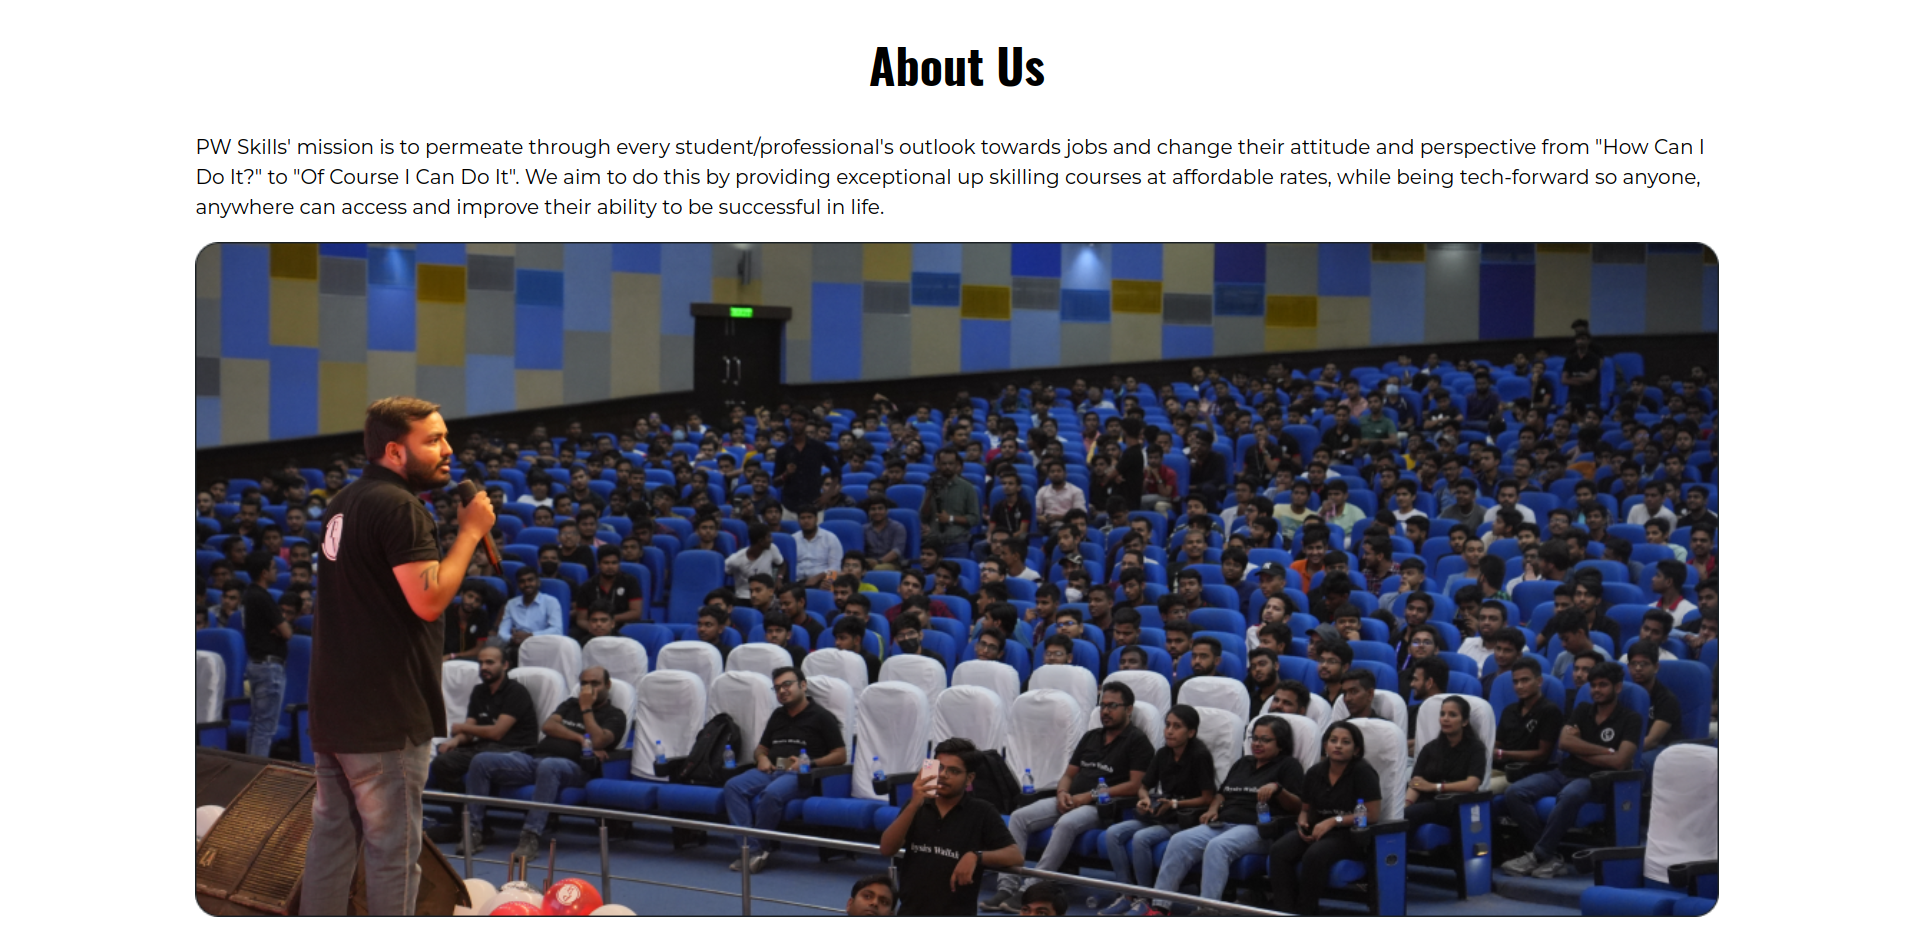 About Us
PW Skills' mission is to permeate through every student/professional's outlook towards jobs and change their attitude and perspective from "How Can I
Do It?" to "Of Course I Can Do It". We aim to do this by providing exceptional up skilling courses at affordable rates, while being tech-forward so anyone,
anywhere can access and improve their ability to be successful in life.